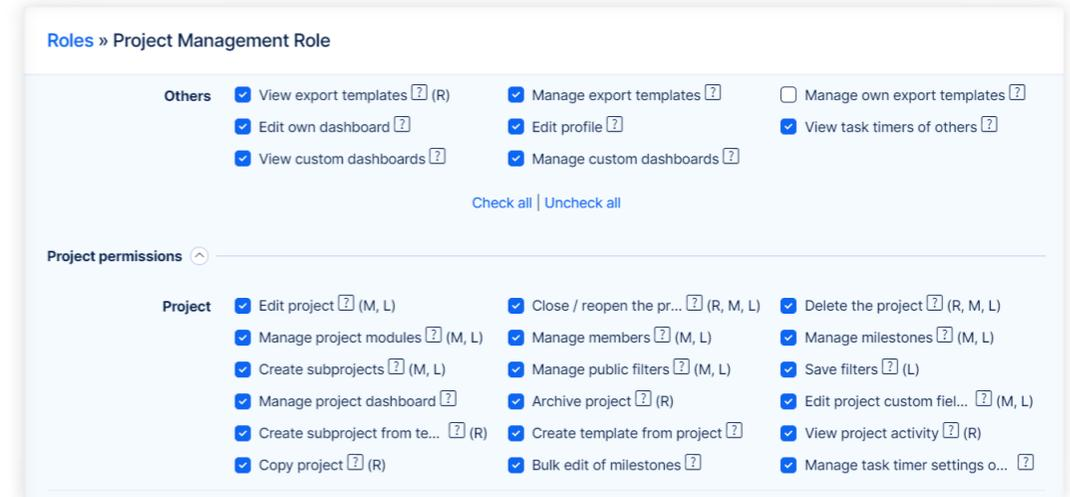 Roles » Project Management Role
Others
View export templates ? (R) Manage export templates ? Manage own export templates ?
Edit own dashboard ? Edit profile ? View task timers of others ?
View custom dashboards ? Manage custom dashboards ?
Check all | Uncheck all
Project permissions
Project
Edit project ? (M, L) Close / reopen the pr... ? (R, M, L) Delete the project ? (R, M, L)
Manage project modules ? (M, L) Manage members ? (M, L) Manage milestones ? (M, L)
Create subprojects ? (M, L) Manage public filters ? (M, L) Save filters ? (L)
Manage project dashboard ? Archive project ? (R) Edit project custom fiel... ? (M, L)
Create subproject from te... ? (R) Create template from project ? View project activity ? (R)
Copy project ? (R) Bulk edit of milestones ? Manage task timer settings o... ?